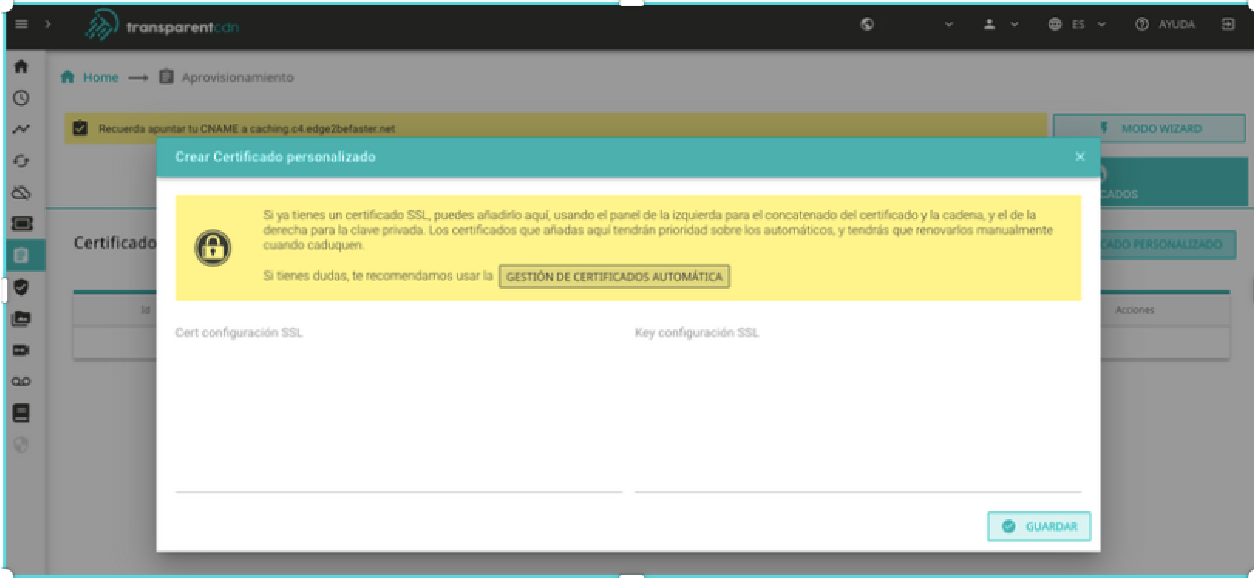 transparentcdn
ES
AYUDA
Home
Aprovisionamiento
Recuerda apuntar tu CNAME a caching.c4.edge2befaster.net
MODO WIZARD
Crear Certificado personalizado
CADOS
Si ya tienes un certificado SSL, puedes añadirlo aquí, usando el panel de la izquierda para el concatenado del certificado y la cadena, y el de la
derecha para la clave privada. Los certificados que añadas aquí tendrán prioridad sobre los automáticos, y tendrás que renovarlos manualmente
cuando caduquen.
Certificado
CADO PERSONALIZADO
Si tienes dudas, te recomendamos usar la GESTIÓN DE CERTIFICADOS AUTOMÁTICA
Id
Acciones
Cert configuración SSL
Key configuración SSL
GUARDAR